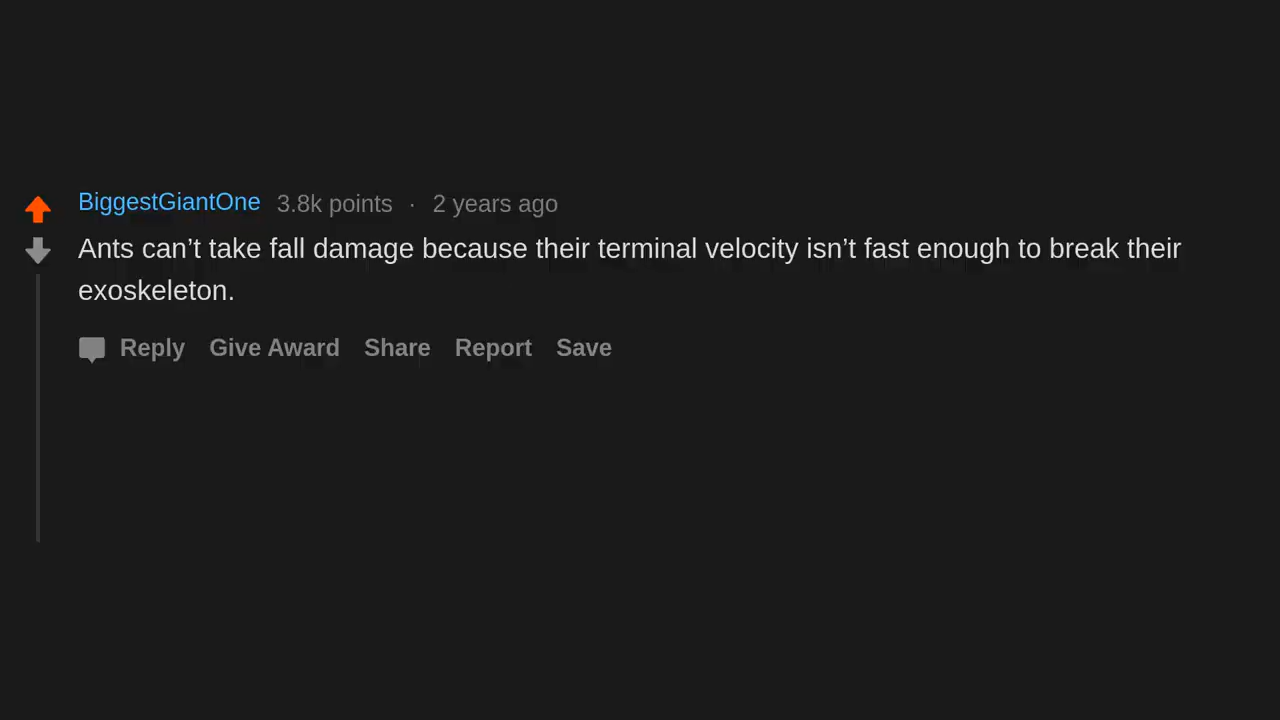 BiggestGiantOne 3.8k points · 2 years ago
Ants can’t take fall damage because their terminal velocity isn’t fast enough to break their
exoskeleton.
Reply Give Award Share Report Save